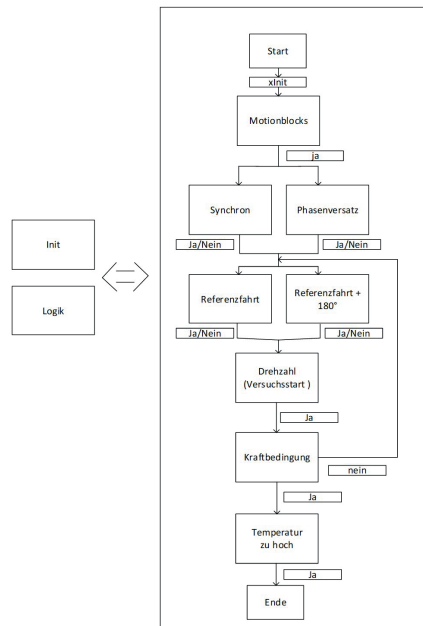 Init
Logik
Start
xInit
Motionblocks
ja
Synchron
Phasenversatz
Ja/Nein
Ja/Nein
Referenzfahrt
Referenzfahrt +
180°
Ja/Nein
Ja/Nein
Drehzahl
(Versuchsstart )
Ja
Kraftbedingung
nein
Ja
Temperatur
zu hoch
Ja
Ende